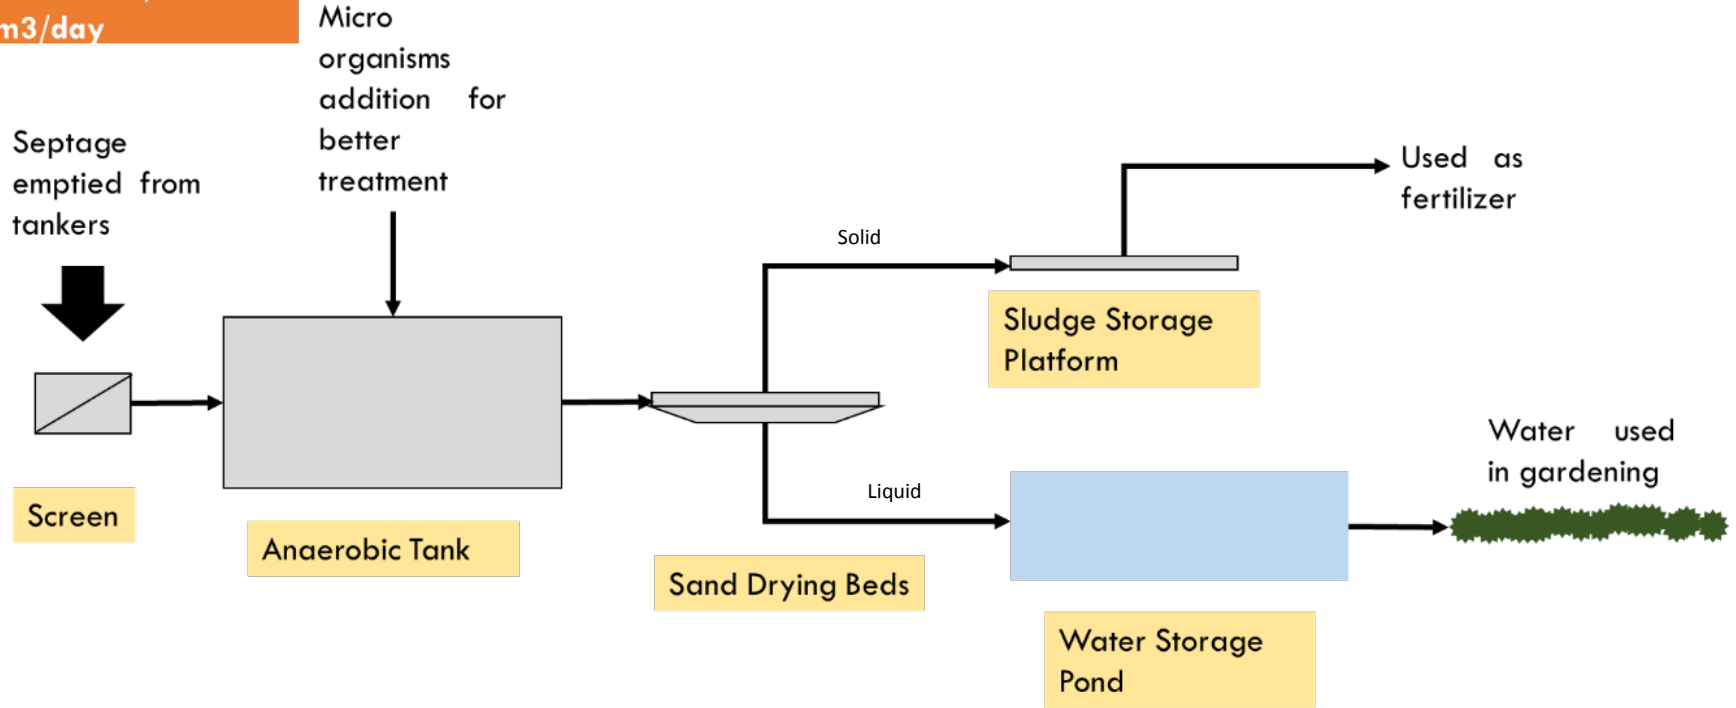 m3/day
Micro
organisms
addition for
better
treatment
Septage
emptied from
tankers
Used as
fertilizer
Solid
Sludge Storage
Platform
Water used
in gardening
Liquid
Screen
Anaerobic Tank
Sand Drying Beds
Water Storage
Pond